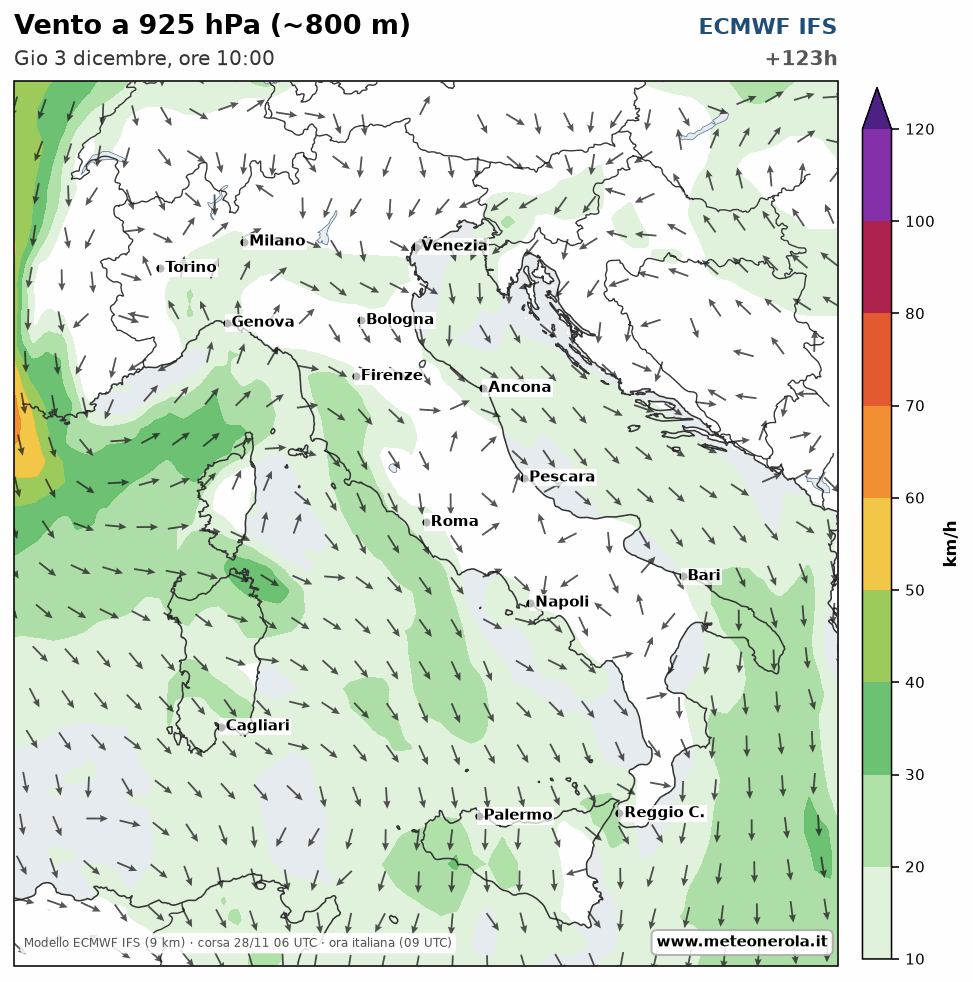 Vento a 925 hPa (~800 m)
ECMWF IFS
Gio 3 dicembre, ore 10:00
+123h
120
100
80
70
60
50
40
30
20
10
km/h
Milano
Venezia
Torino
Genova
Bologna
Firenze
Ancona
Pescara
Roma
Bari
Napoli
Cagliari
Palermo
Reggio C.
Modello ECMWF IFS (9 km) · corsa 28/11 06 UTC · ora italiana (09 UTC)
www.meteonerola.it